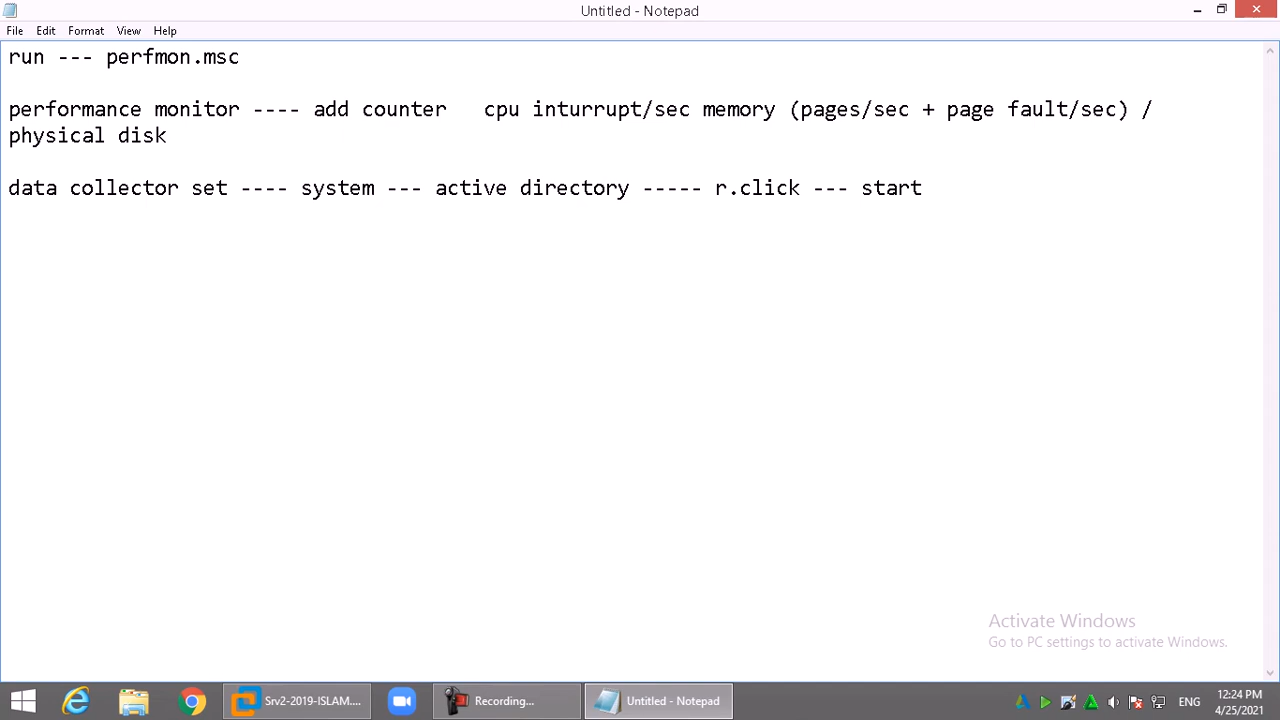 Untitled - Notepad
File Edit Format View Help
run --- perfmon.msc
performance monitor ---- add counter   cpu inturrupt/sec memory (pages/sec + page fault/sec) /
physical disk
data collector set ---- system --- active directory ----- r.click --- start
Activate Windows
Go to PC settings to activate Windows.
Srv2-2019-ISLAM....
Recording...
Untitled - Notepad
ENG
12:24 PM
4/25/2021